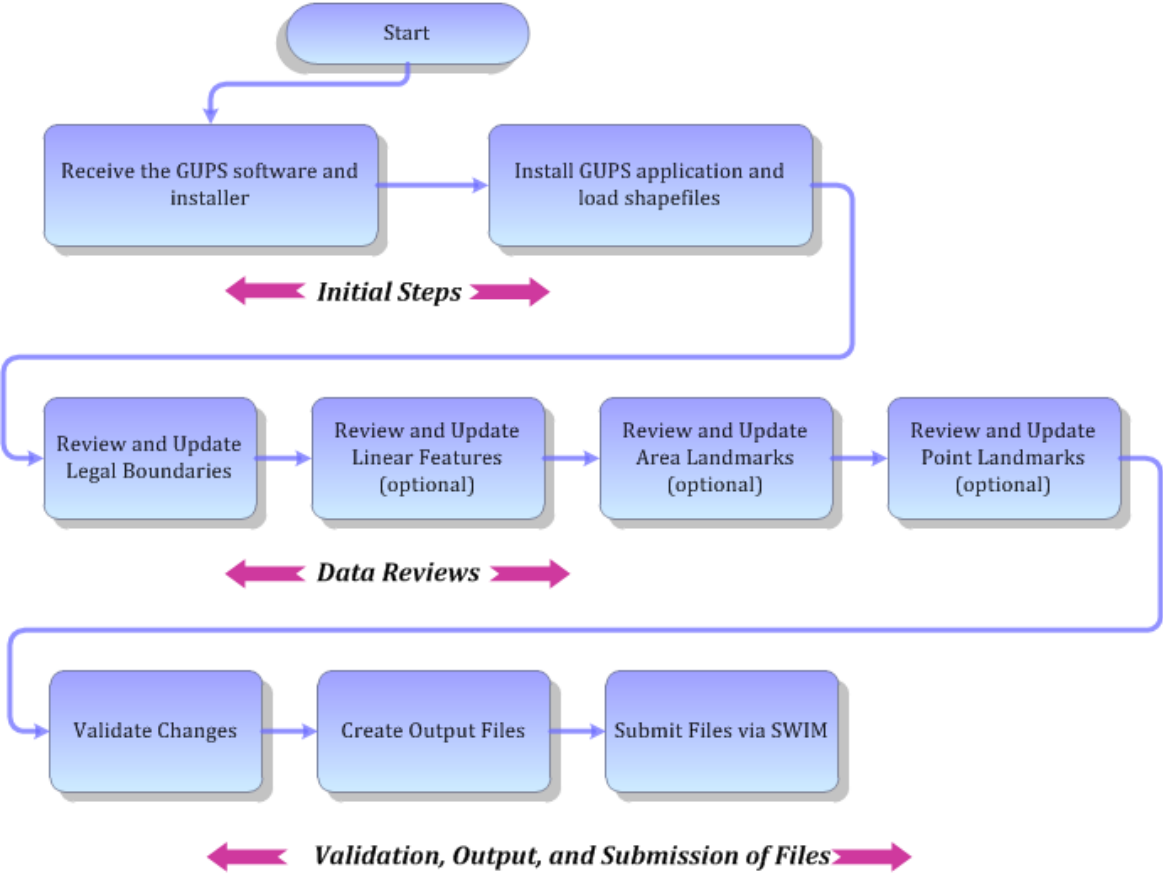 Start
Receive the GUPS software and
installer
Install GUPS application and
load shapefiles
Initial Steps
Review and Update
Legal Boundaries
Review and Update
Linear Features
(optional)
Review and Update
Area Landmarks
(optional)
Review and Update
Point Landmarks
(optional)
Data Reviews
Validate Changes
Create Output Files
Submit Files via SWIM
Validation, Output, and Submission of Files